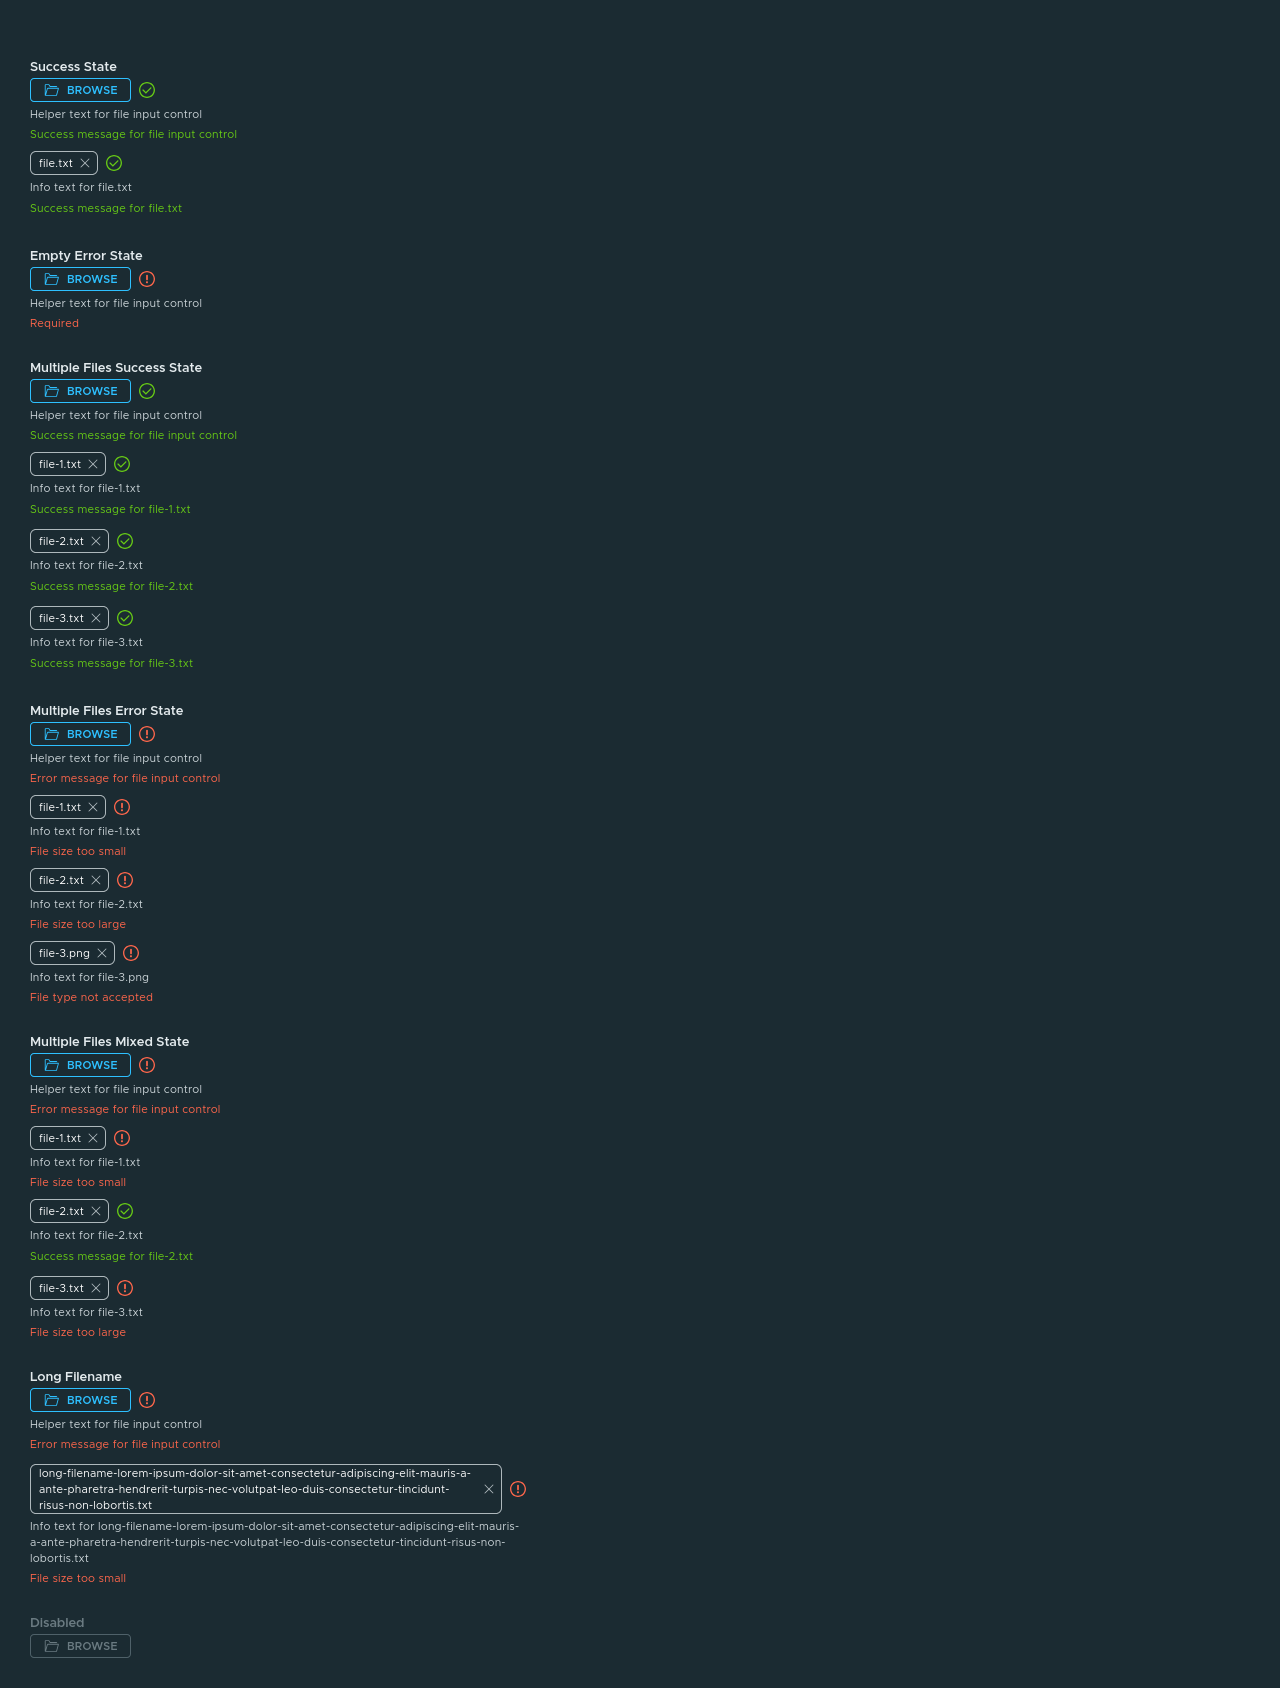 Success State
BROWSE
Helper text for file input control
Success message for file input control
file.txt
Info text for file.txt
Success message for file.txt
Empty Error State
BROWSE
Helper text for file input control
Required
Multiple Files Success State
BROWSE
Helper text for file input control
Success message for file input control
file-1.txt
Info text for file-1.txt
Success message for file-1.txt
file-2.txt
Info text for file-2.txt
Success message for file-2.txt
file-3.txt
Info text for file-3.txt
Success message for file-3.txt
Multiple Files Error State
BROWSE
Helper text for file input control
Error message for file input control
file-1.txt
Info text for file-1.txt
File size too small
file-2.txt
Info text for file-2.txt
File size too large
file-3.png
Info text for file-3.png
File type not accepted
Multiple Files Mixed State
BROWSE
Helper text for file input control
Error message for file input control
file-1.txt
Info text for file-1.txt
File size too small
file-2.txt
Info text for file-2.txt
Success message for file-2.txt
file-3.txt
Info text for file-3.txt
File size too large
Long Filename
BROWSE
Helper text for file input control
Error message for file input control
long-filename-lorem-ipsum-dolor-sit-amet-consectetur-adipiscing-elit-mauris-a-
ante-pharetra-hendrerit-turpis-nec-volutpat-leo-duis-consectetur-tincidunt-
risus-non-lobortis.txt
Info text for long-filename-lorem-ipsum-dolor-sit-amet-consectetur-adipiscing-elit-mauris-
a-ante-pharetra-hendrerit-turpis-nec-volutpat-leo-duis-consectetur-tincidunt-risus-non-
lobortis.txt
File size too small
Disabled
BROWSE